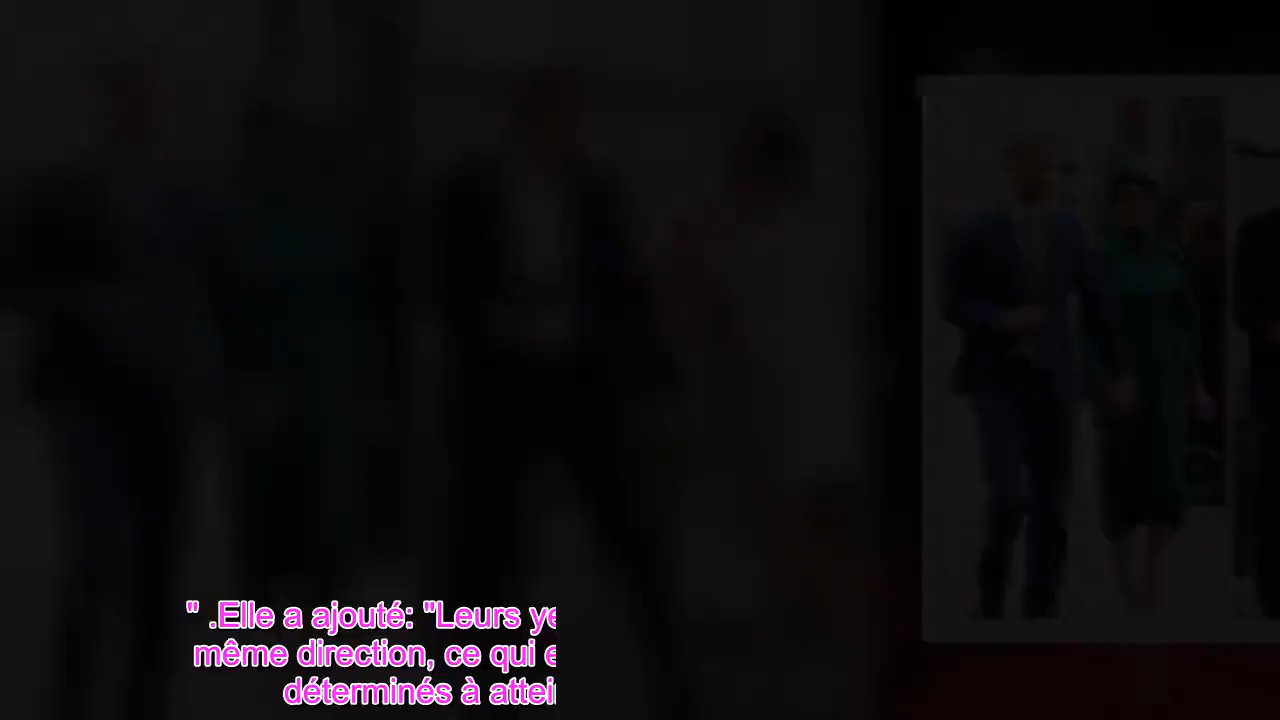 " .Elle a ajouté: "Leurs
même direction, ce qui
déterminés à